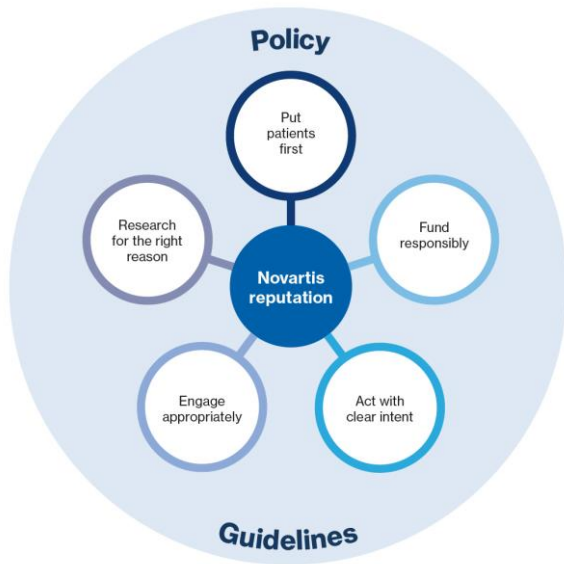 Policy
Put
patients
first
Research
for the right
reason
Fund
responsibly
Novartis
reputation
Engage
appropriately
Act with
clear intent
Guidelines